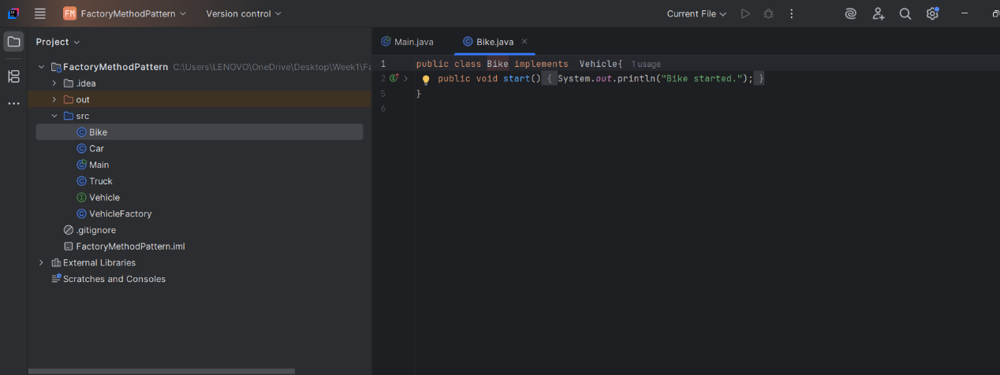 FM FactoryMethodPattern Version control Current File
Project
Main.java Bike.java
FactoryMethodPattern C:\Users\LENOVO\OneDrive\Desktop\Week1\Fa
.idea
out
src
Bike
Car
Main
Truck
Vehicle
VehicleFactory
.gitignore
FactoryMethodPattern.iml
External Libraries
Scratches and Consoles
1 public class Bike implements  Vehicle{ 1 usage
2 public void start() { System.out.println("Bike started."); }
5 }
6